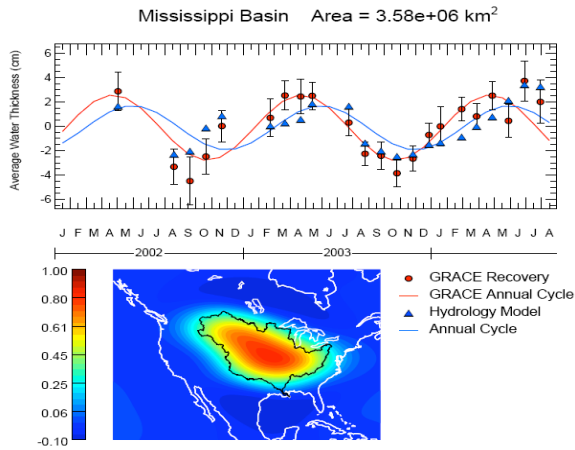 Mississippi Basin Area = 3.58e+06 km²
Average Water Thickness (cm)
6
4
2
0
-2
-4
-6
J F M A M J J A S O N D J F M A M J J A S O N D J F M A M J J A
2002 2003
1.00
0.80
0.61
0.45
0.25
0.06
-0.10
GRACE Recovery
GRACE Annual Cycle
Hydrology Model
Annual Cycle